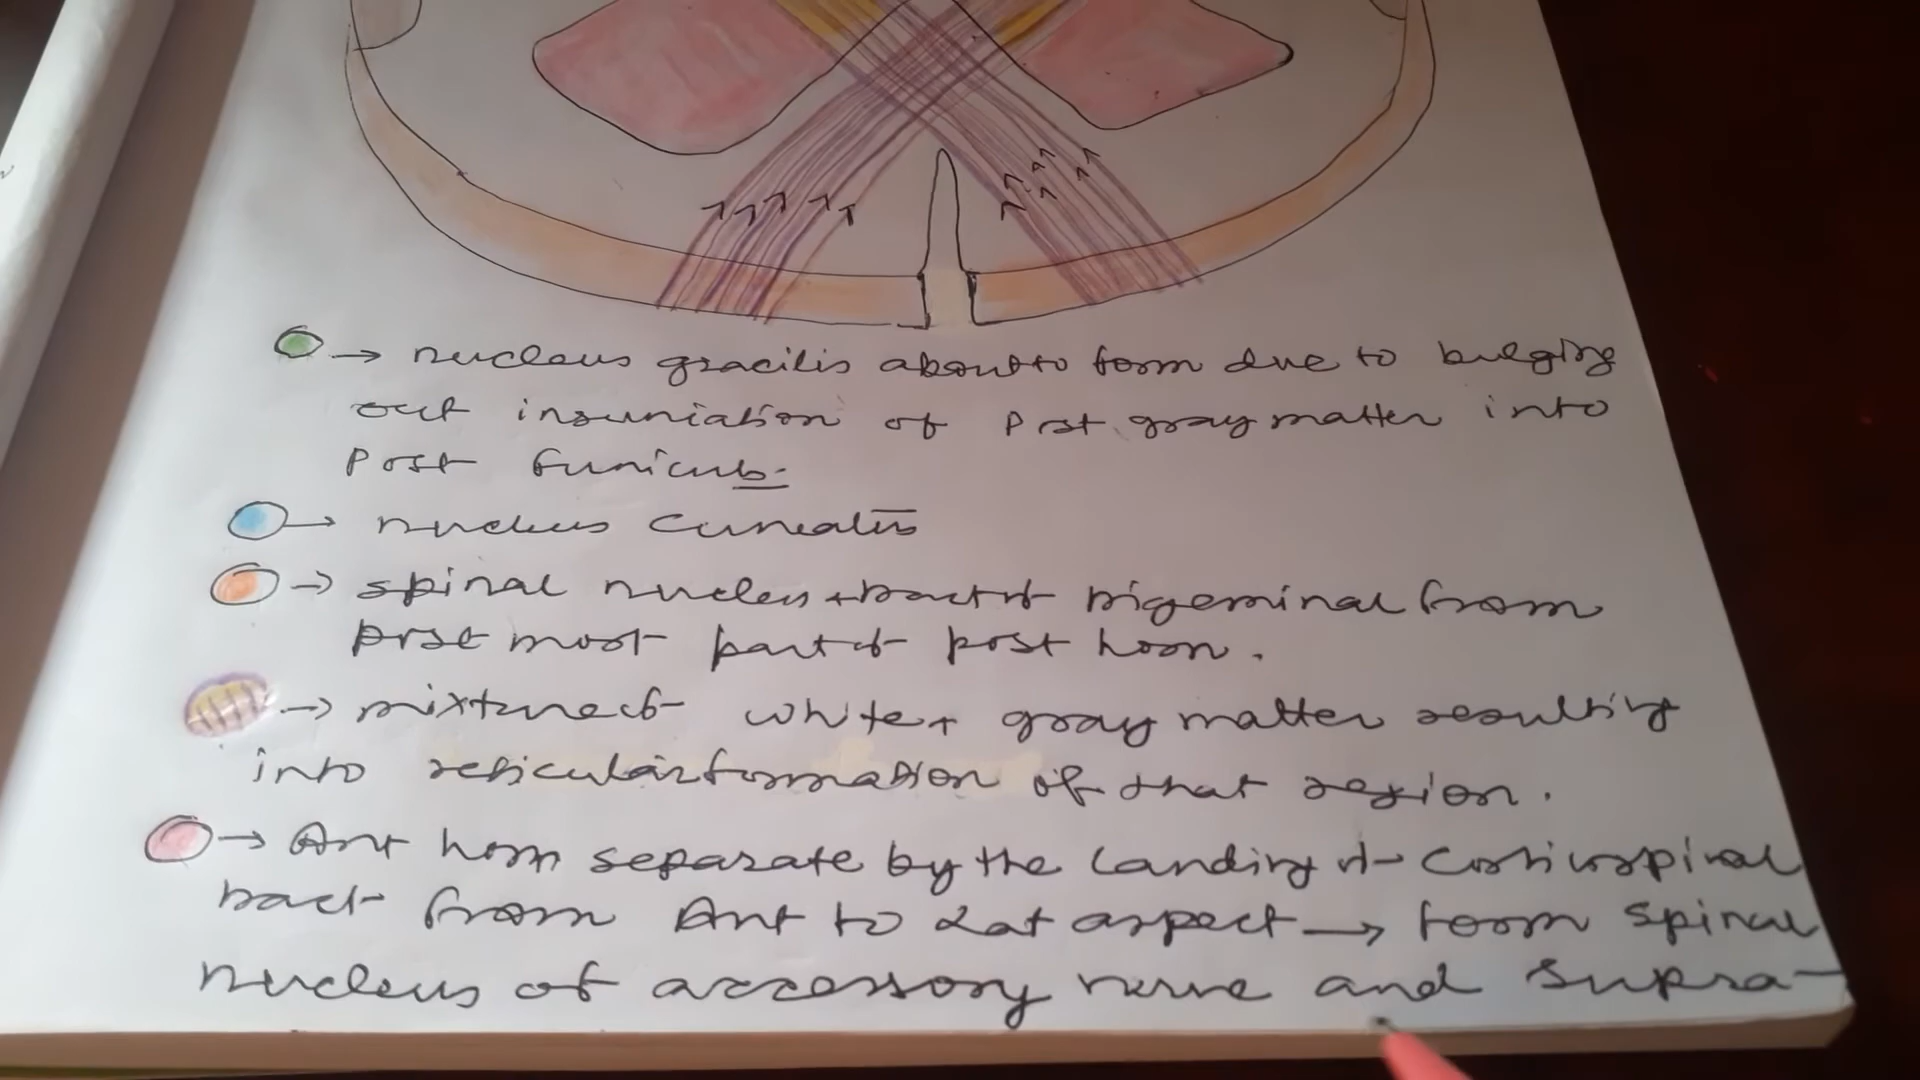 → nucleus gracilis about to form due to bulging
out insuniation of Post gray matter into
Post funiculs.
→ nucleus cuneatus
→ spinal nucleus + tract of trigeminal from
post most part of post horn.
→ mixture of white + gray matter resulting
into reticular formation of that region.
→ Ant horn separate by the landing of corticospinal
tract from Ant to Lat aspect → form spinal
nucleus of accessory nerve and supra-